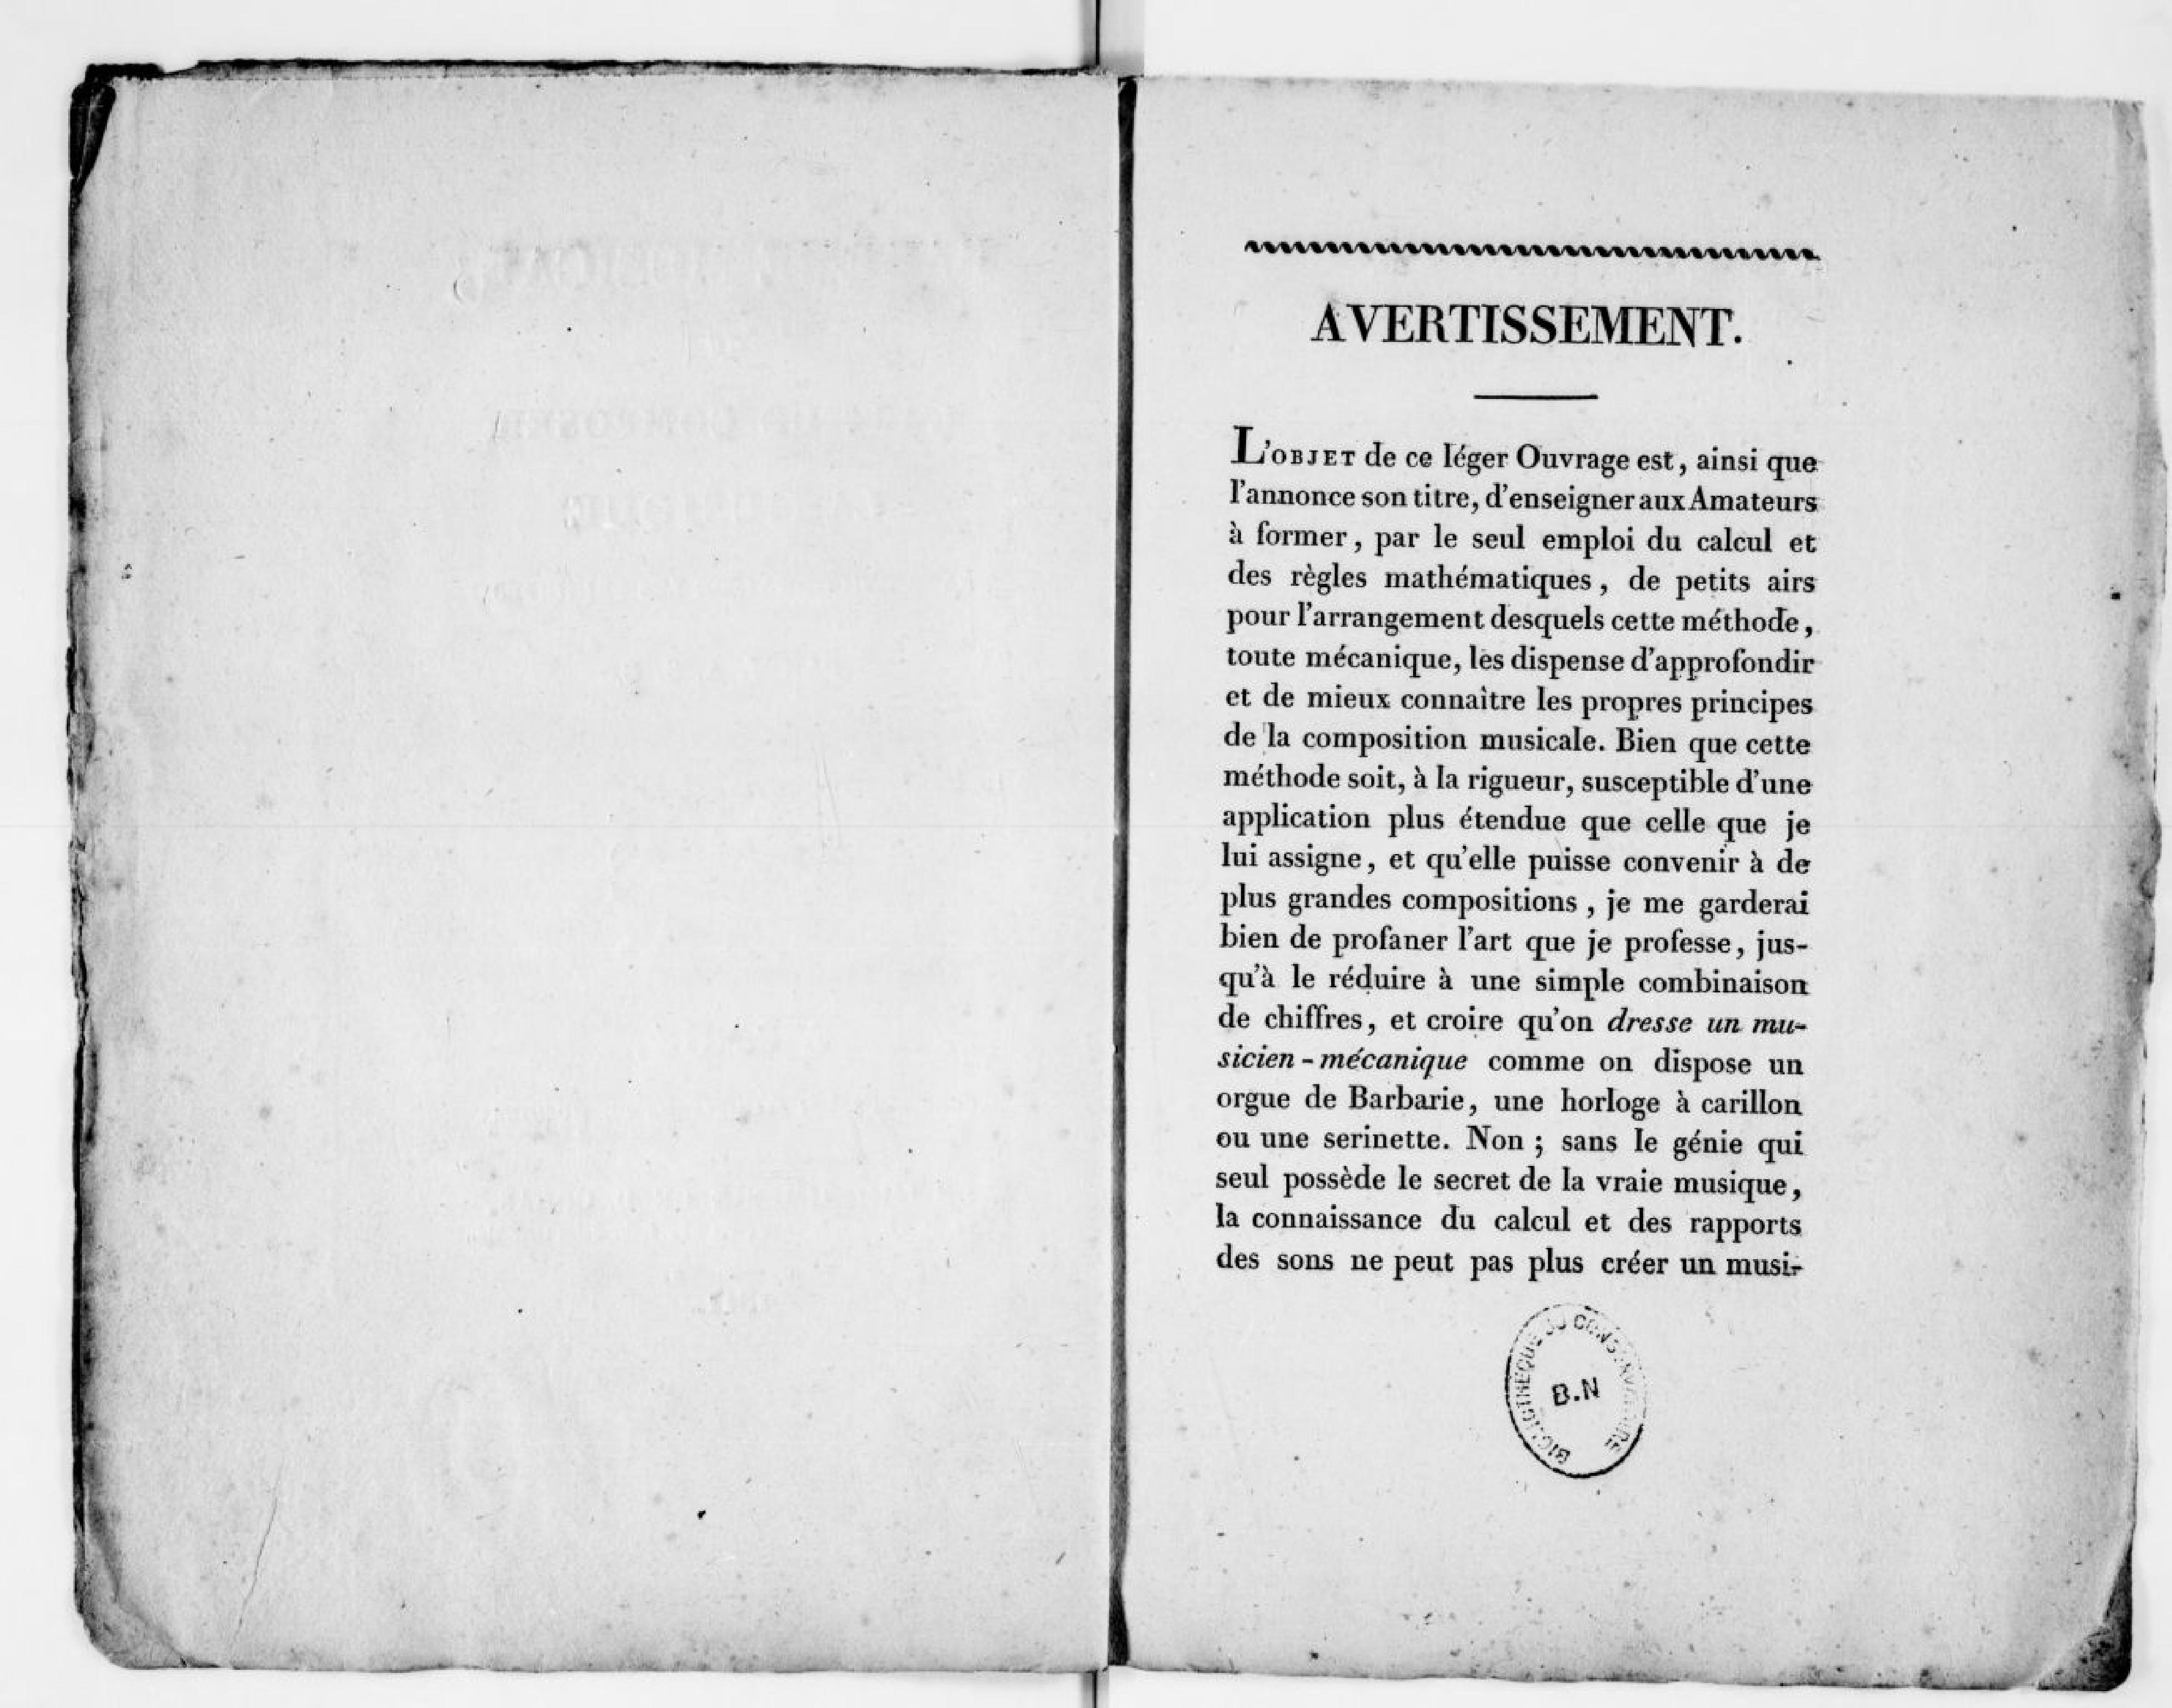 AVERTISSEMENT.
L'OBJET de ce léger Ouvrage est, ainsi que
l'annonce son titre, d'enseigner aux Amateurs
à former, par le seul emploi du calcul et
des règles mathématiques, de petits airs
pour l'arrangement desquels cette méthode,
toute mécanique, les dispense d'approfondir
et de mieux connaître les propres principes
de la composition musicale. Bien que cette
méthode soit, à la rigueur, susceptible d'une
application plus étendue que celle que je
lui assigne, et qu'elle puisse convenir à de
plus grandes compositions, je me garderai
bien de profaner l'art que je professe, jus-
qu'à le réduire à une simple combinaison
de chiffres, et croire qu'on dresse un mu-
sicien-mécanique comme on dispose un
orgue de Barbarie, une horloge à carillon
ou une serinette. Non; sans le génie qui
seul possède le secret de la vraie musique,
la connaissance du calcul et des rapports
des sons ne peut pas plus créer un musi-
BIBLIOTHEQUE DU CONSERVATOIRE
B.N